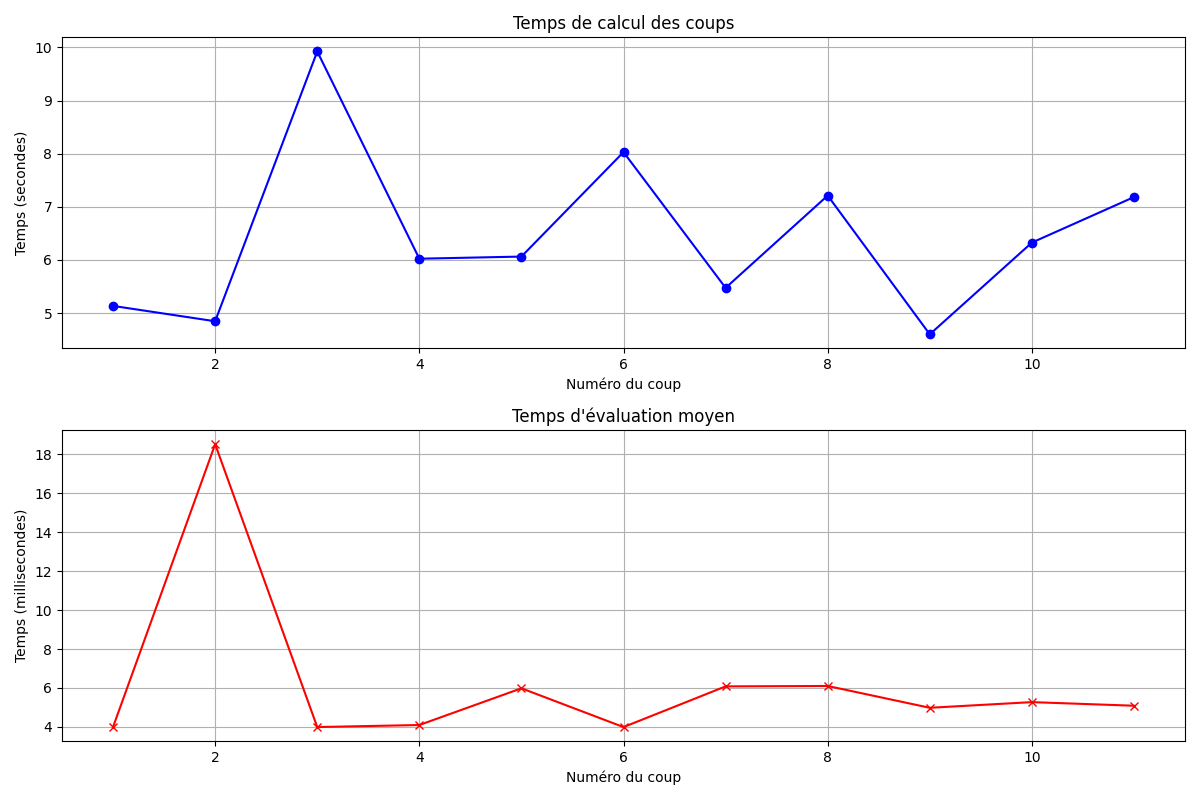 Temps de calcul des coups
10
9
8
7
6
5
Temps (secondes)
2 4 6 8 10
Numéro du coup
Temps d'évaluation moyen
18
16
14
12
10
8
6
4
Temps (millisecondes)
2 4 6 8 10
Numéro du coup